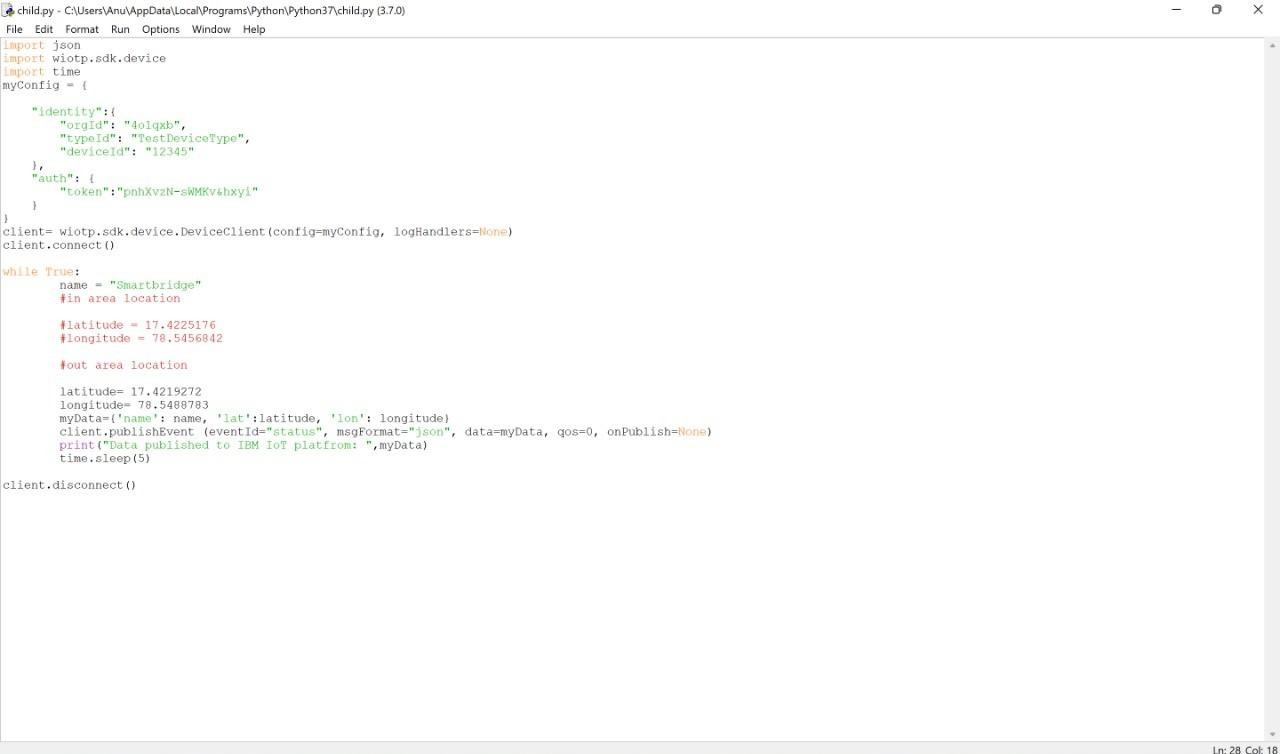 child.py - C:\Users\Anu\AppData\Local\Programs\Python\Python37\child.py (3.7.0)
File Edit Format Run Options Window Help
import json
import wiotp.sdk.device
import time
myConfig = {
"identity":{
"orgId": "4o1qxb",
"typeId": "TestDeviceType",
"deviceId": "12345"
},
"auth": {
"token":"pnhXvzN-sWMKv&hxyi"
}
}
client= wiotp.sdk.device.DeviceClient(config=myConfig, logHandlers=None)
client.connect()
while True:
name = "Smartbridge"
#in area location
#latitude = 17.4225176
#longitude = 78.5456842
#out area location
latitude= 17.4219272
longitude= 78.5488783
myData={'name': name, 'lat':latitude, 'lon': longitude}
client.publishEvent (eventId="status", msgFormat="json", data=myData, qos=0, onPublish=None)
print("Data published to IBM IoT platfrom: ",myData)
time.sleep(5)
client.disconnect()
Ln: 28 Col: 18